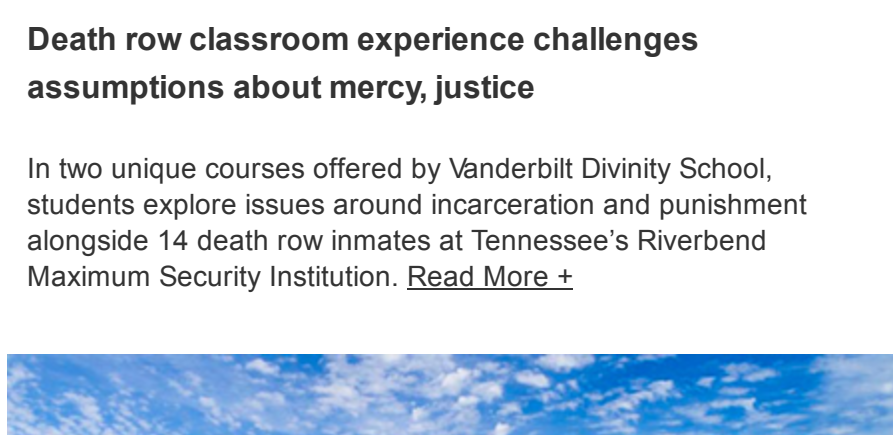 Death row classroom experience challenges
assumptions about mercy, justice
In two unique courses offered by Vanderbilt Divinity School,
students explore issues around incarceration and punishment
alongside 14 death row inmates at Tennessee’s Riverbend
Maximum Security Institution. Read More +